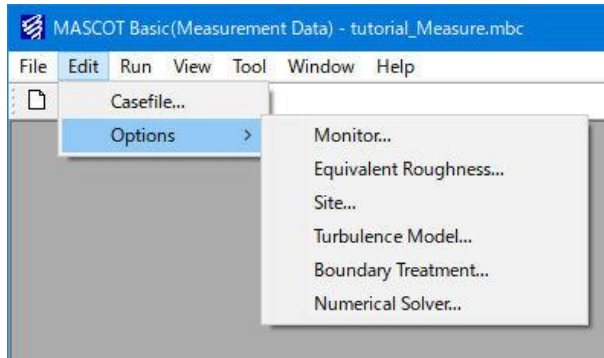 MASCOT Basic(Measurement Data) - tutorial_Measure.mbc
File Edit Run View Tool Window Help
Casefile...
Options >
Monitor...
Equivalent Roughness...
Site...
Turbulence Model...
Boundary Treatment...
Numerical Solver...